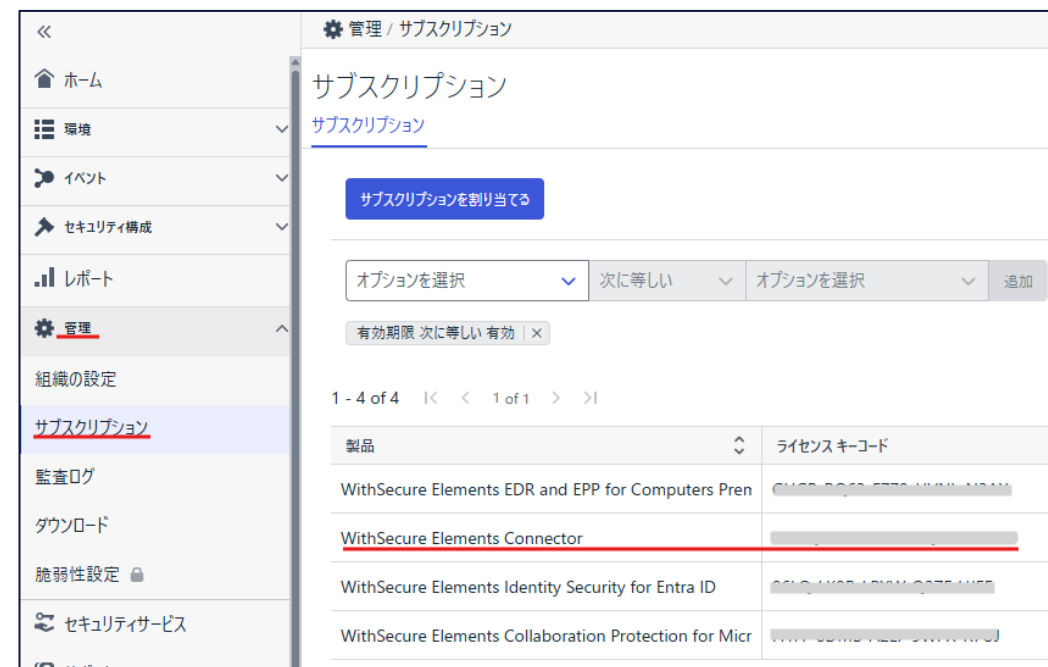 管理 / サブスクリプション
ホーム
環境
イベント
セキュリティ構成
レポート
管理
組織の設定
サブスクリプション
監査ログ
ダウンロード
脆弱性設定
セキュリティサービス
サブスクリプション
サブスクリプション
サブスクリプションを割り当てる
オプションを選択 次に等しい オプションを選択 追加
有効期限 次に等しい 有効
1 - 4 of 4 1 of 1
製品 ライセンス キーコード
WithSecure Elements EDR and EPP for Computers Prem
WithSecure Elements Connector
WithSecure Elements Identity Security for Entra ID
WithSecure Elements Collaboration Protection for Micr